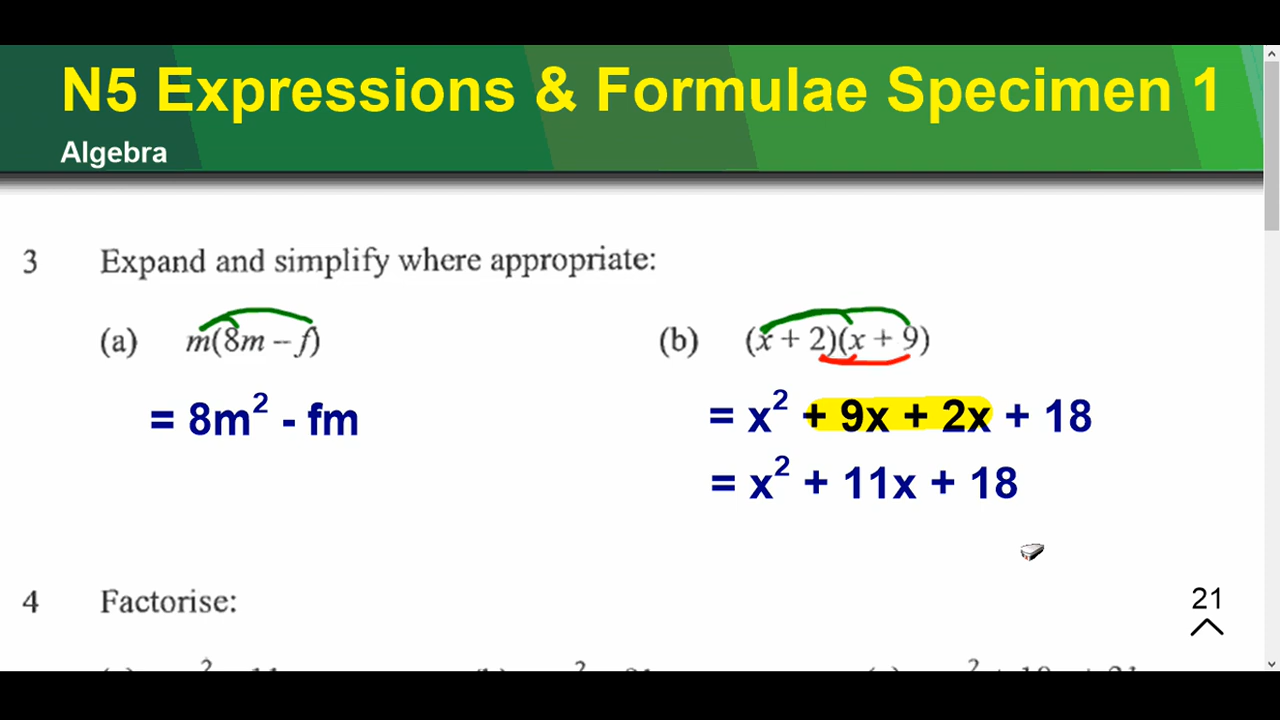 N5 Expressions & Formulae Specimen 1
Algebra
3 Expand and simplify where appropriate:
(a) m(8m – f)
= 8m² - fm
(b) (x + 2)(x + 9)
= x² + 9x + 2x + 18
= x² + 11x + 18
4 Factorise:
21